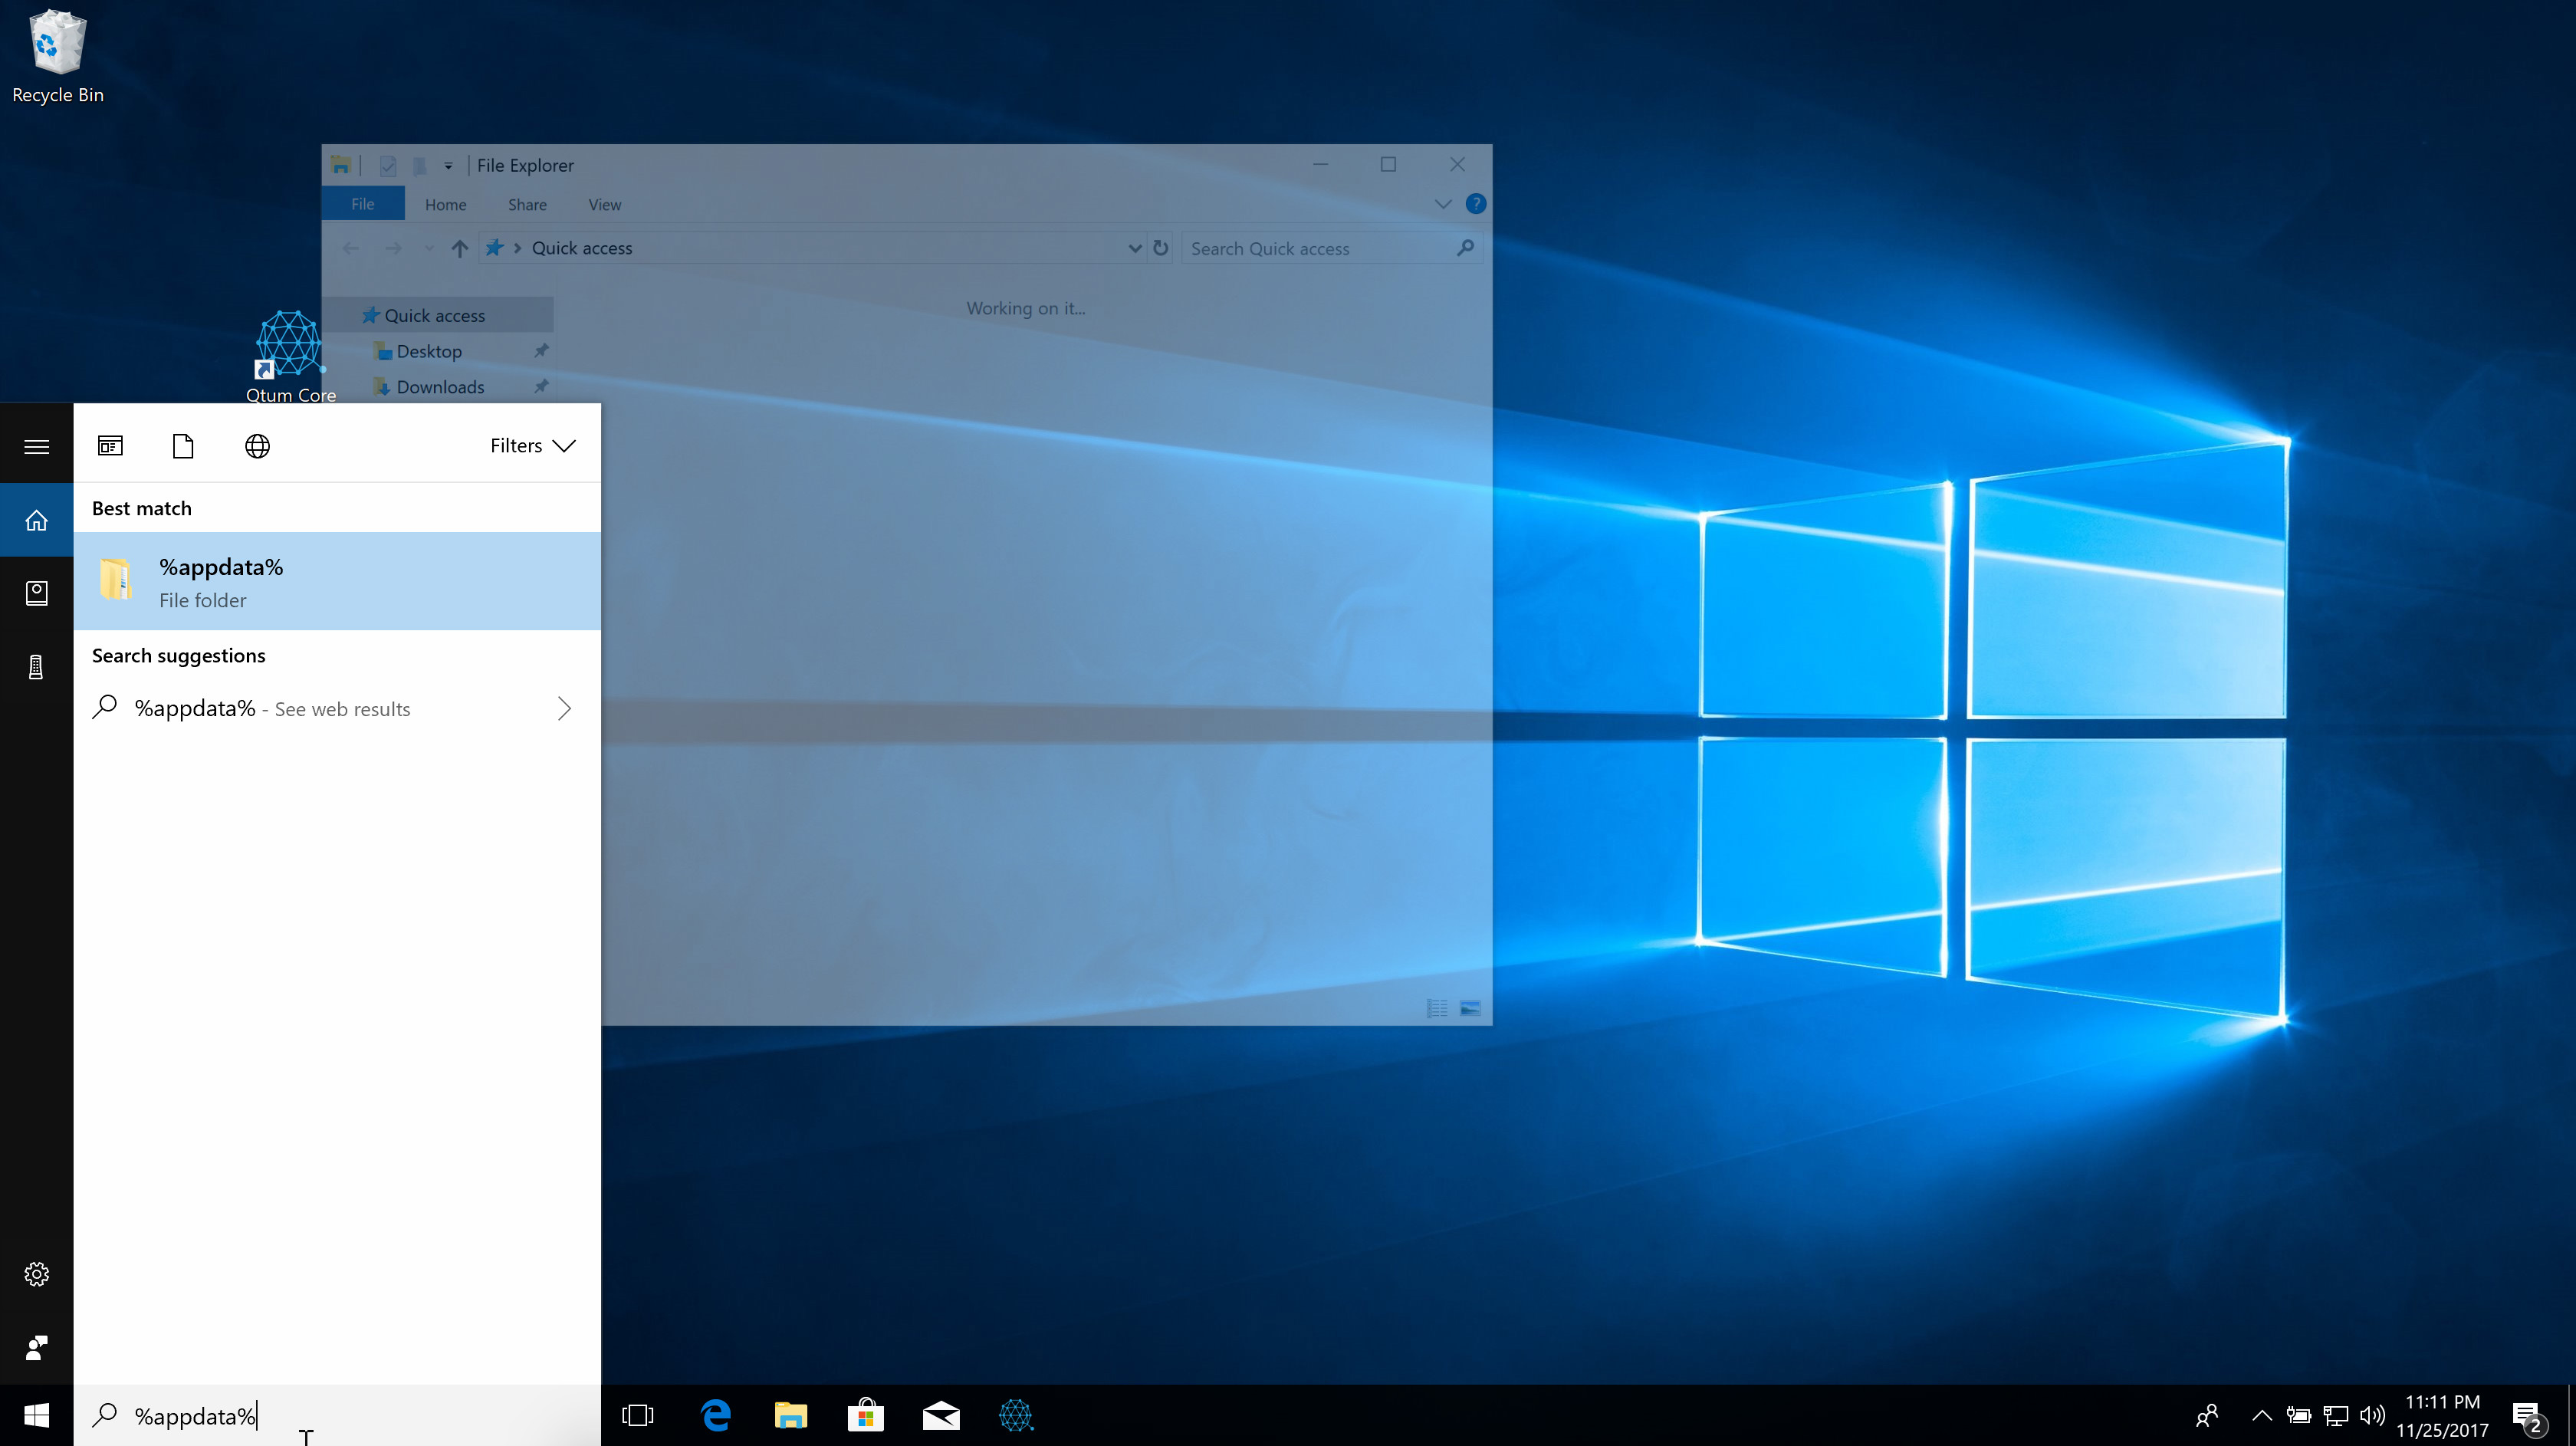 Recycle Bin
File Explorer
File Home Share View
?
Quick access
Search Quick access
Working on it...
Quick access
Desktop
Downloads
Qtum Core
Filters
Best match
%appdata%
File folder
Search suggestions
%appdata% - See web results
%appdata%
11:11 PM
11/25/2017
2